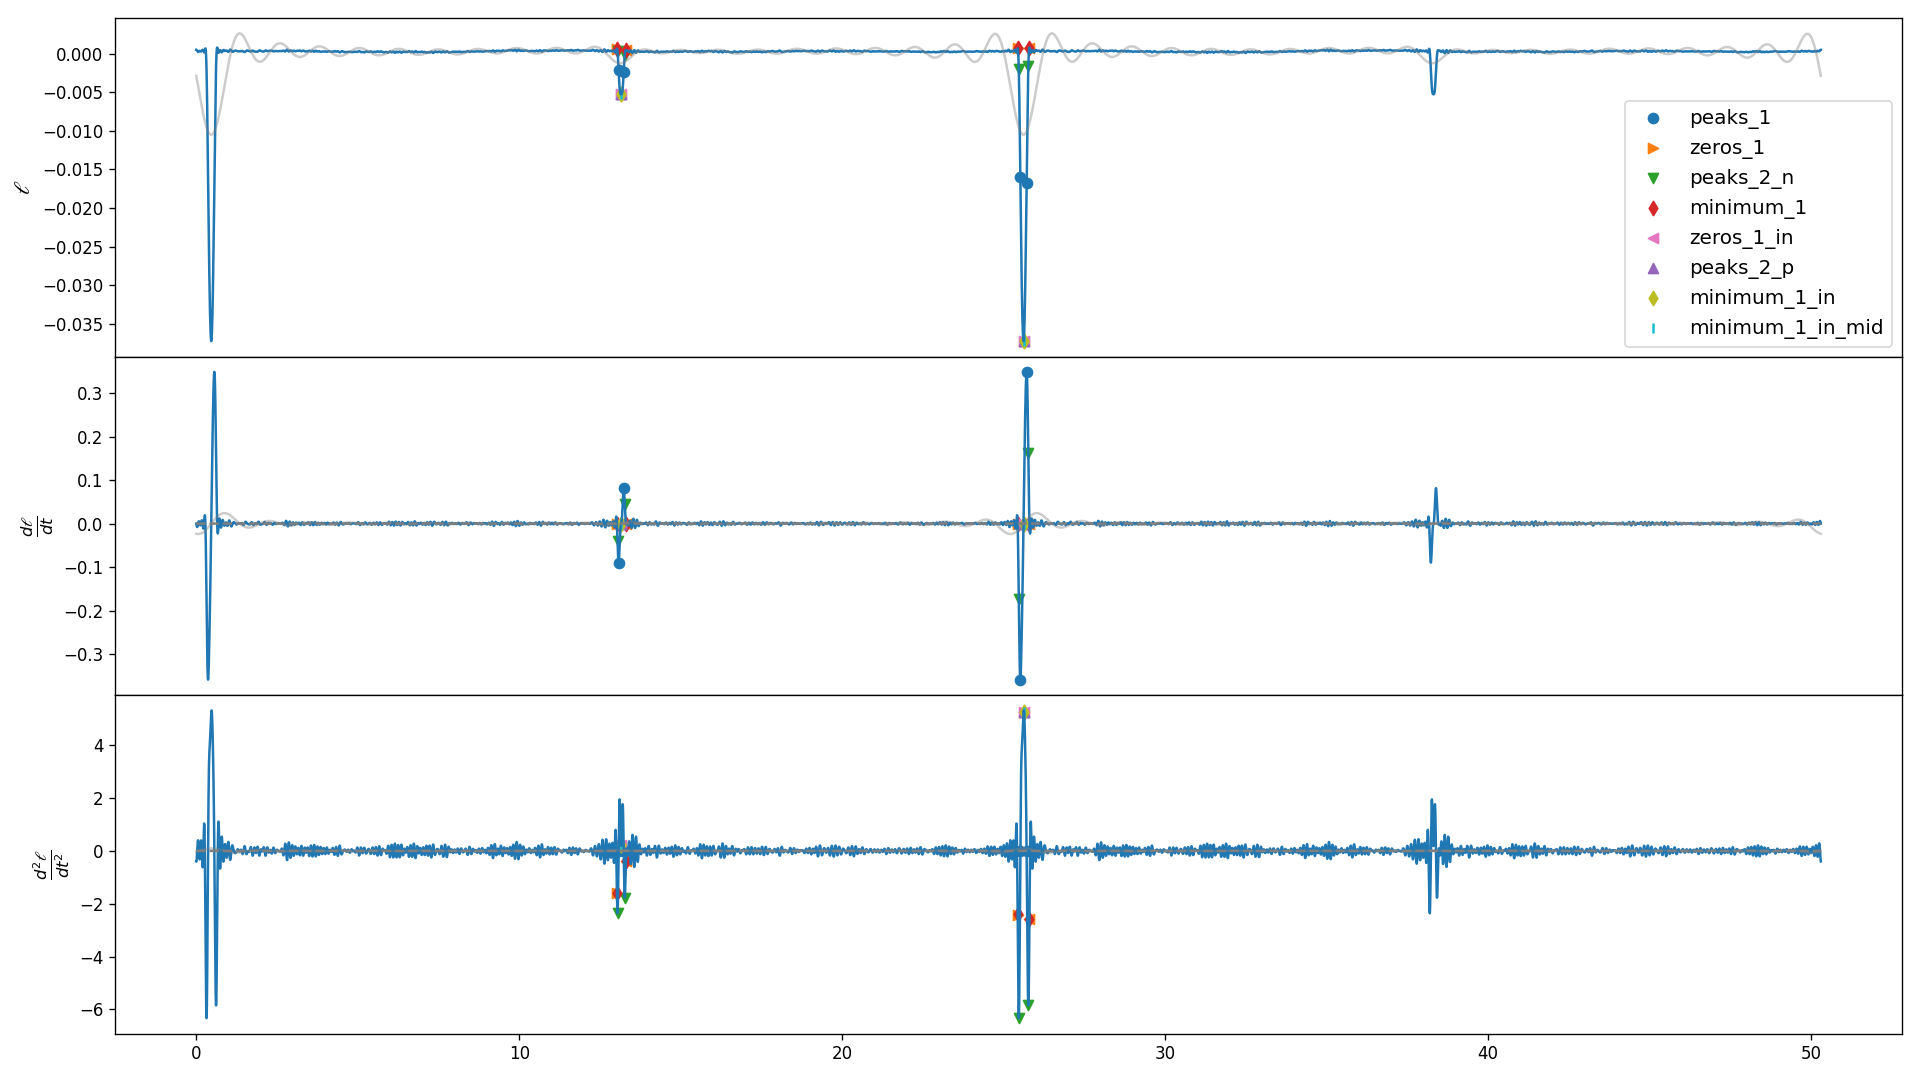 0.000
−0.005
−0.010
−0.015
−0.020
−0.025
−0.030
−0.035
ℓ
peaks_1
zeros_1
peaks_2_n
minimum_1
zeros_1_in
peaks_2_p
minimum_1_in
minimum_1_in_mid
0.3
0.2
0.1
0.0
−0.1
−0.2
−0.3
dℓ/dt
4
2
0
−2
−4
−6
d²ℓ/dt²
0 10 20 30 40 50